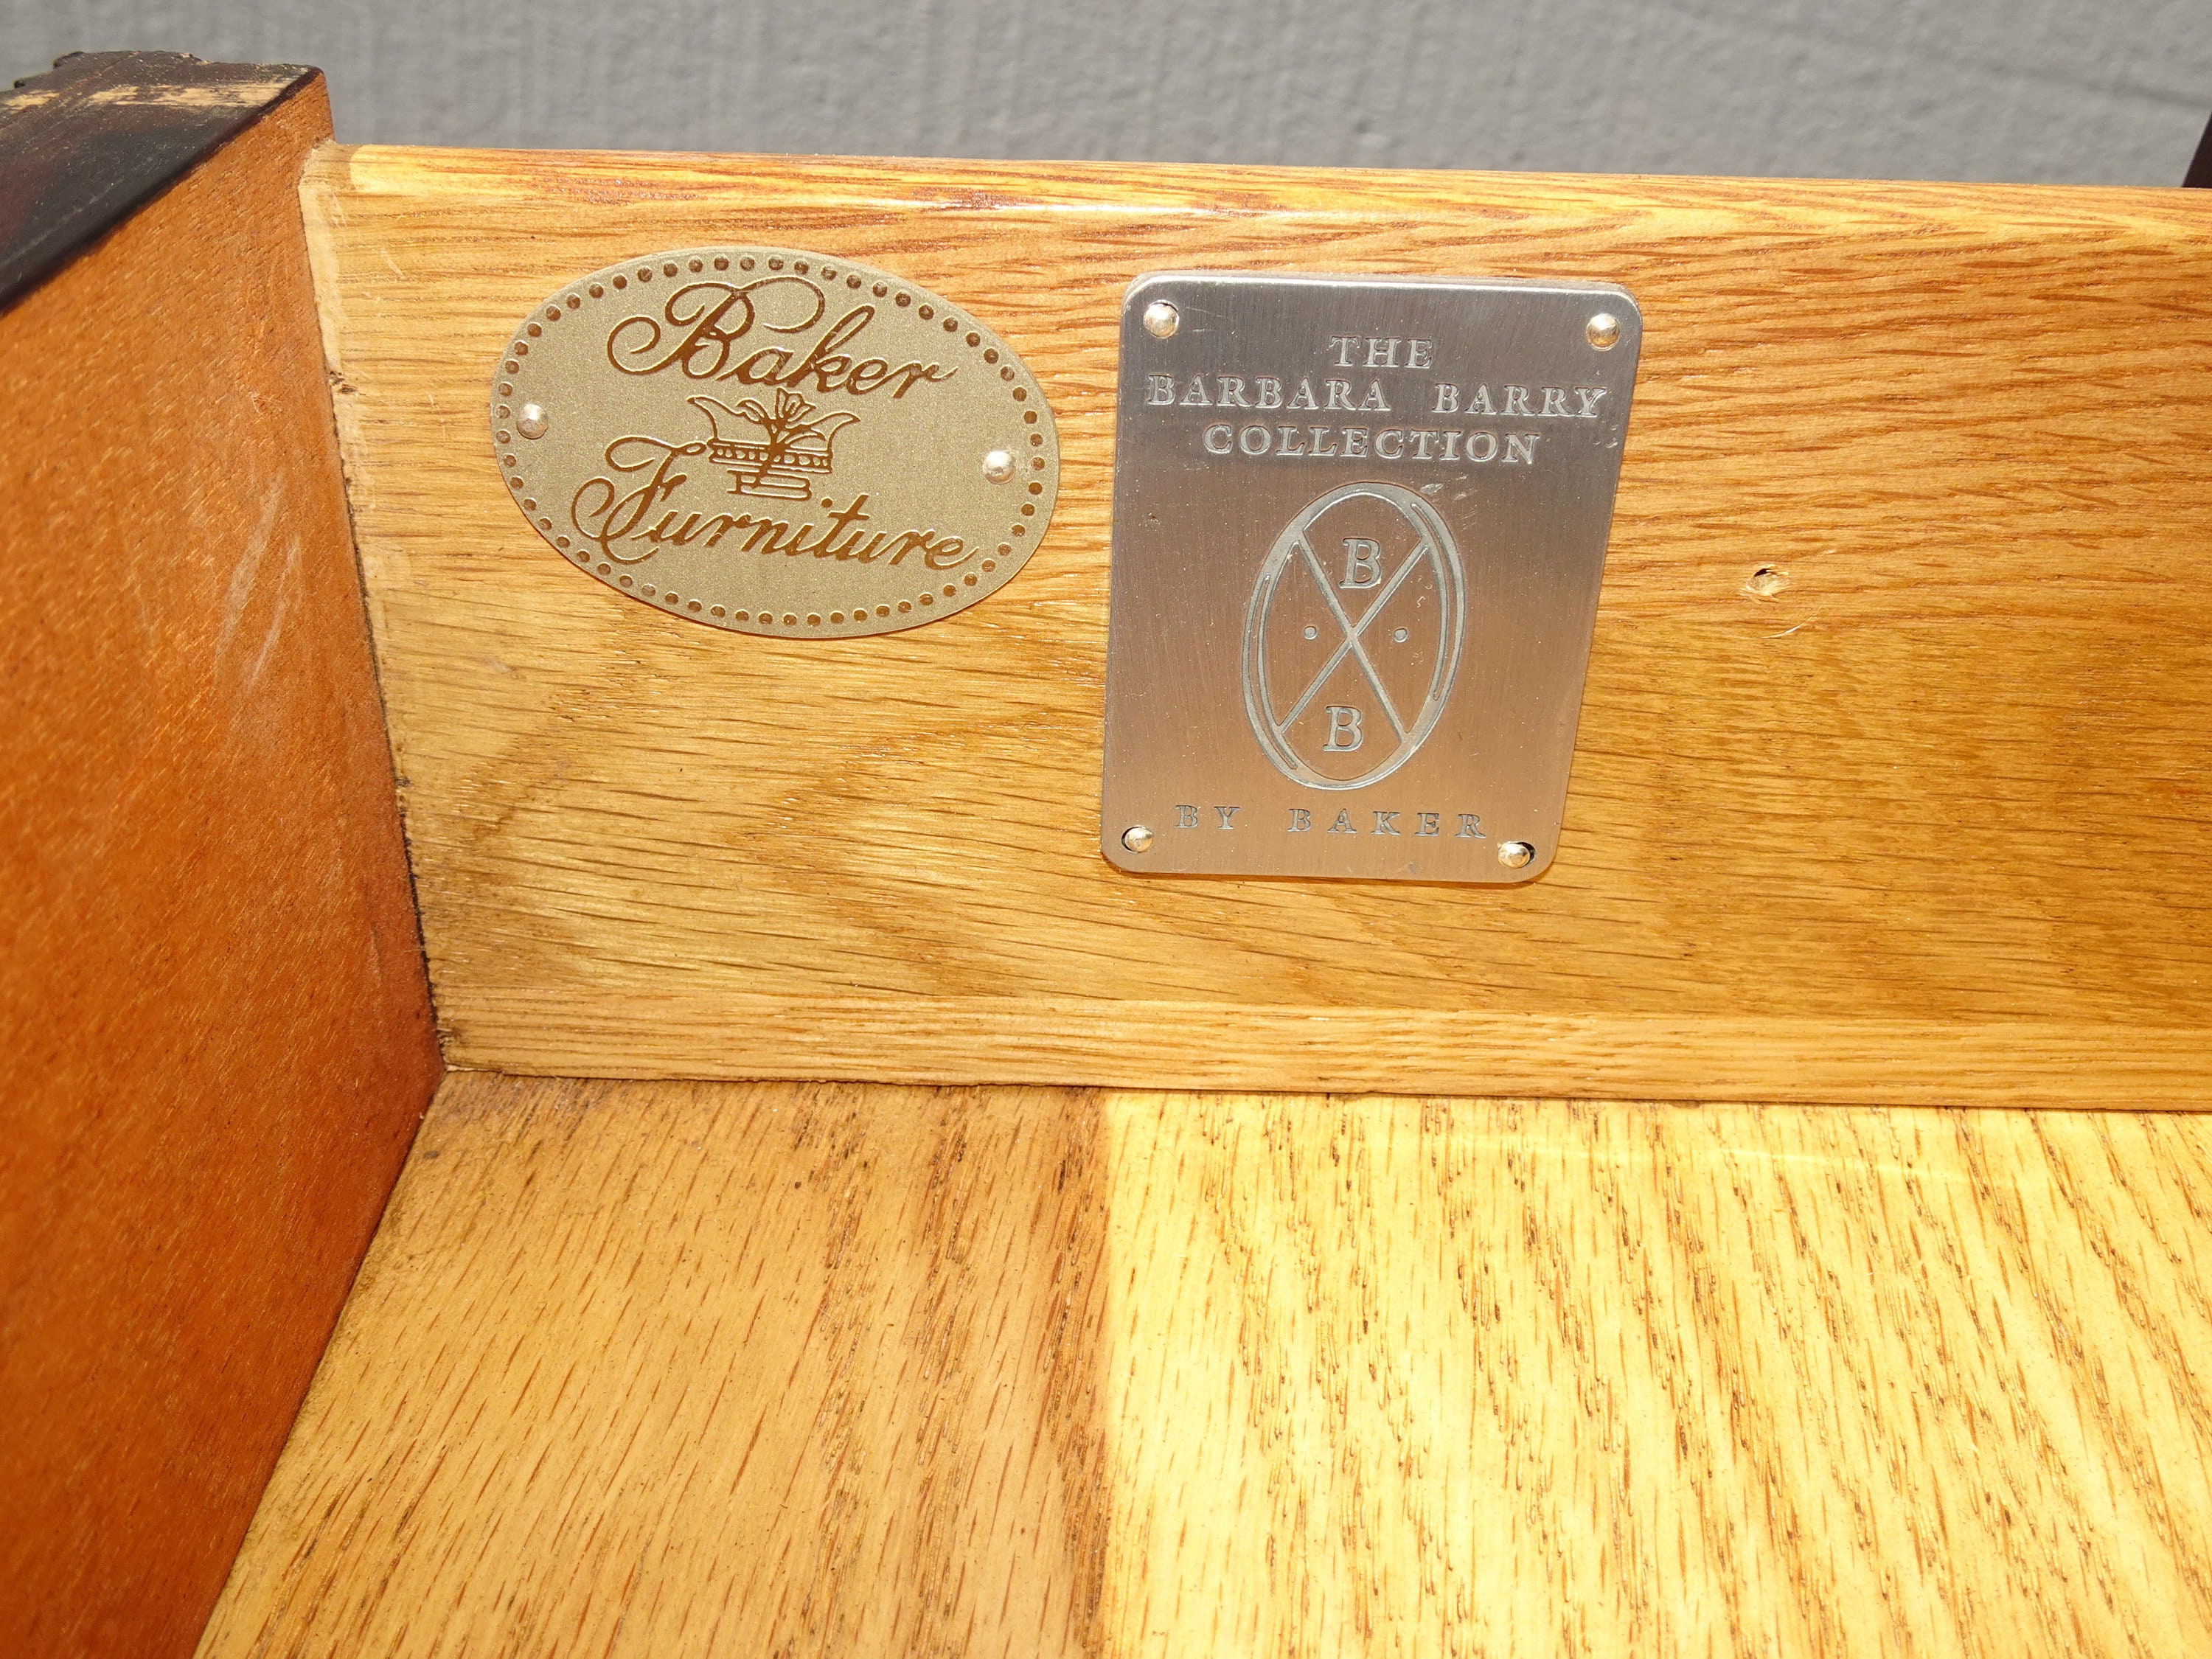 Baker
Furniture
THE
BARBARA BARRY
COLLECTION
B
B
BY BAKER